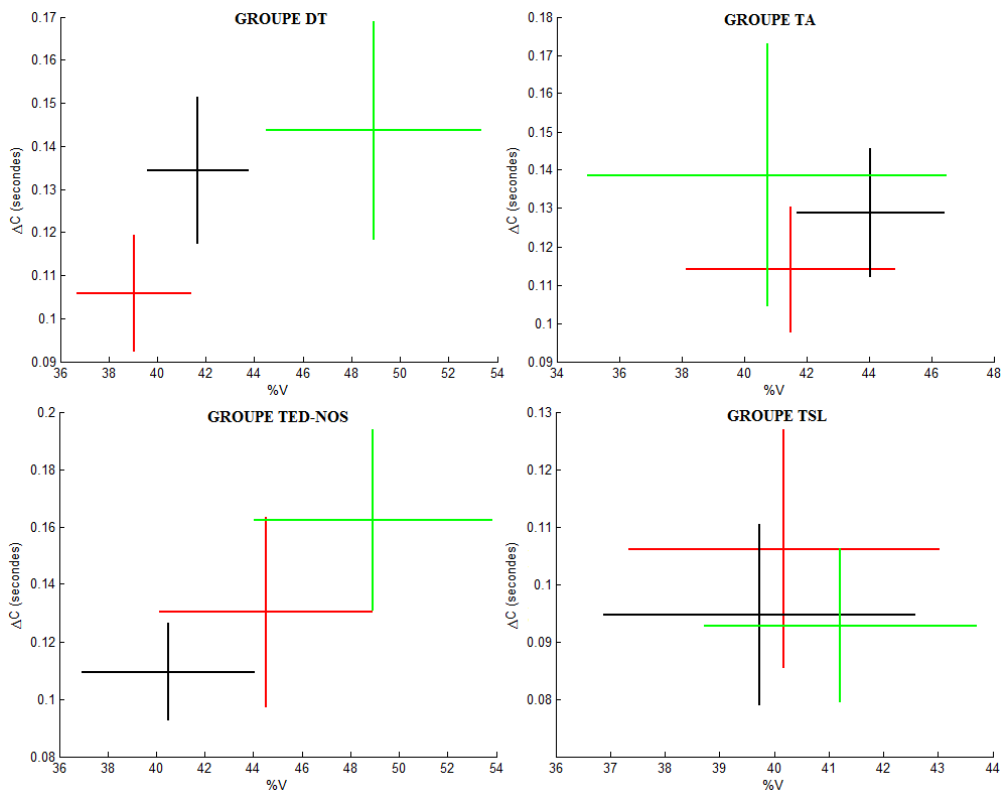 GROUPE DT
0.17
0.16
0.15
0.14
0.13
0.12
0.11
0.1
0.09
ΔC (secondes)
36 38 40 42 44 46 48 50 52 54
%V
GROUPE TA
0.18
0.17
0.16
0.15
0.14
0.13
0.12
0.11
0.1
0.09
ΔC (secondes)
34 36 38 40 42 44 46 48
%V
GROUPE TED-NOS
0.2
0.18
0.16
0.14
0.12
0.1
0.08
ΔC (secondes)
36 38 40 42 44 46 48 50 52 54
%V
GROUPE TSL
0.13
0.12
0.11
0.1
0.09
0.08
ΔC (secondes)
36 37 38 39 40 41 42 43 44
%V